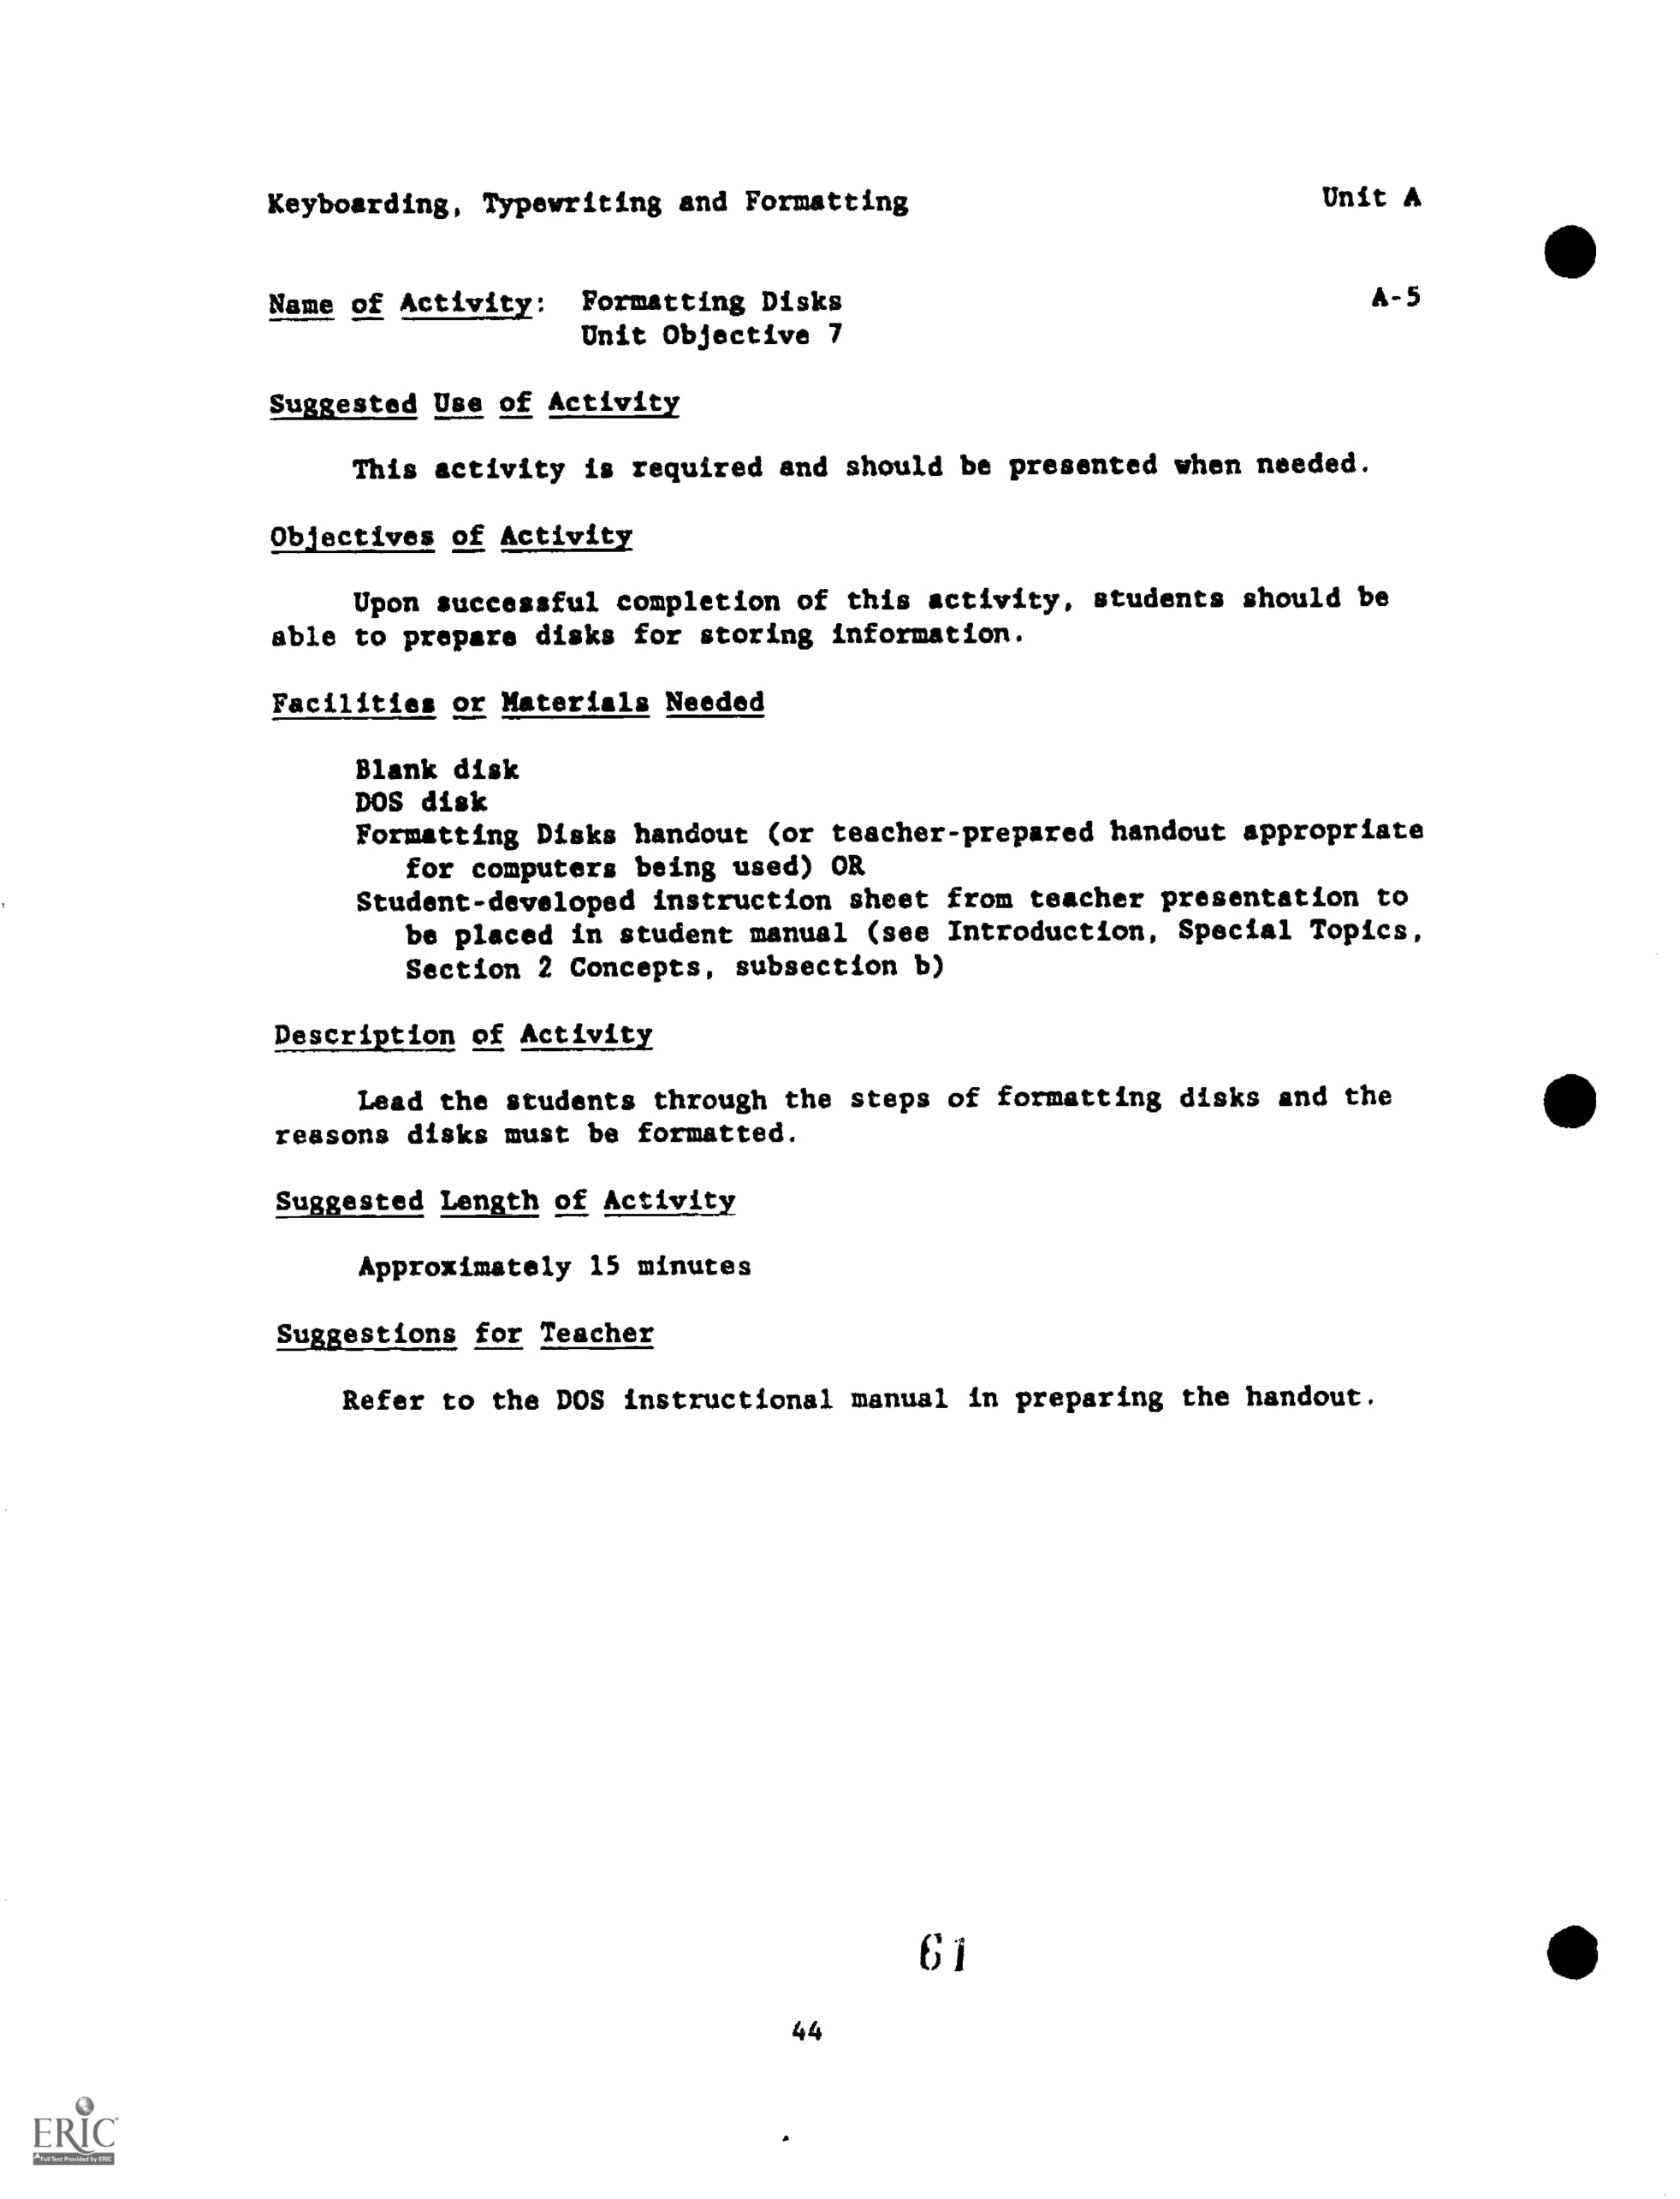 Keyboarding, Typewriting and Formatting Unit A
Name of Activity: Formatting Disks A-5
Unit Objective 7
Suggested Use of Activity
This activity is required and should be presented when needed.
Objectives of Activity
Upon successful completion of this activity, students should be
able to prepare disks for storing information.
Facilities or Materials Needed
Blank disk
DOS disk
Formatting Disks handout (or teacher-prepared handout appropriate
for computers being used) OR
Student-developed instruction sheet from teacher presentation to
be placed in student manual (see Introduction, Special Topics,
Section 2 Concepts, subsection b)
Description of Activity
Lead the students through the steps of formatting disks and the
reasons disks must be formatted.
Suggested Length of Activity
Approximately 15 minutes
Suggestions for Teacher
Refer to the DOS instructional manual in preparing the handout.
61
44
ERIC
Full Text Provided by ERIC